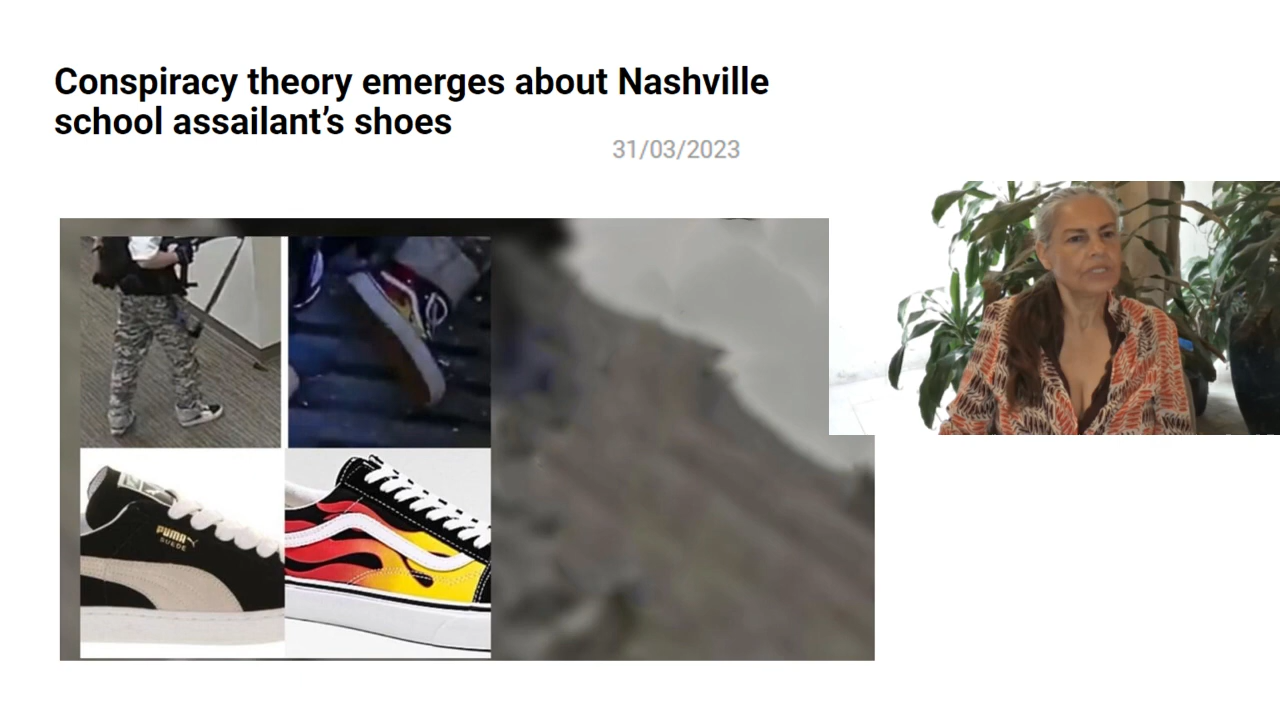 Conspiracy theory emerges about Nashville
school assailant’s shoes
31/03/2023
PUMA
SUEDE